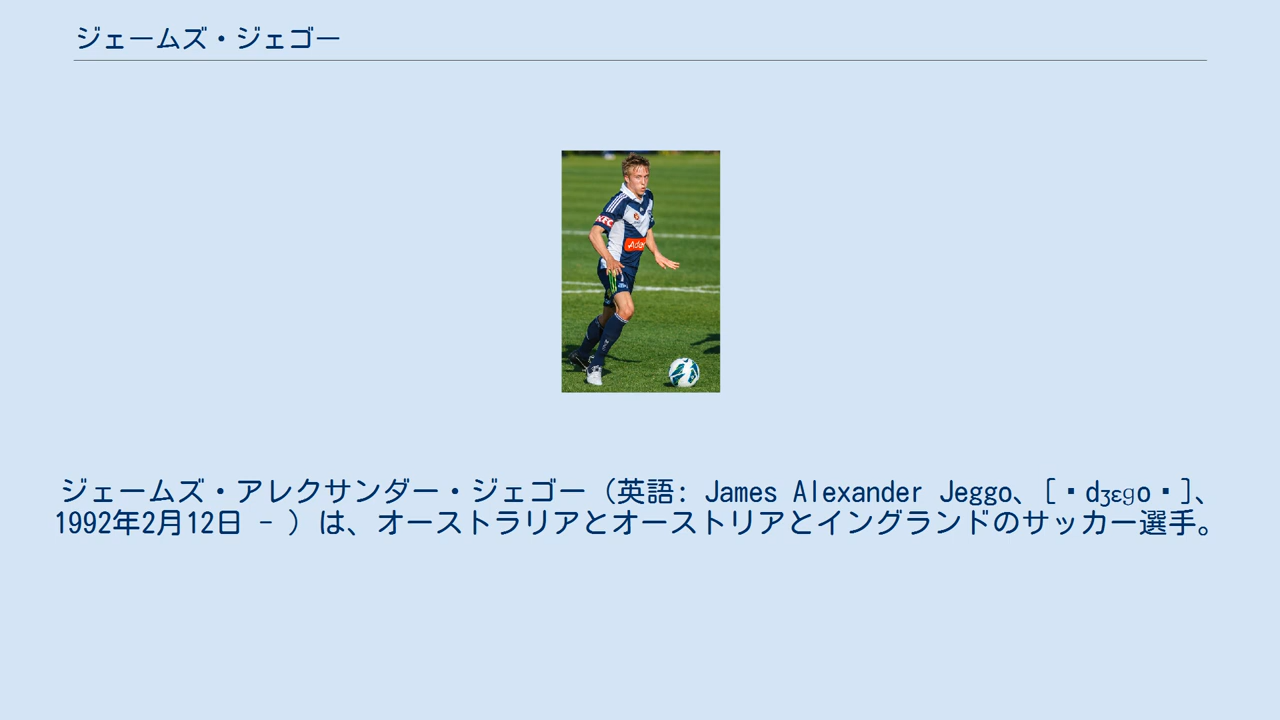 ジェームズ・ジェゴー
KFC
ジェームズ・アレクサンダー・ジェゴー（英語: James Alexander Jeggo、[ˈdʒɛɡoʊ]、
1992年2月12日 - ）は、オーストラリアとオーストリアとイングランドのサッカー選手。